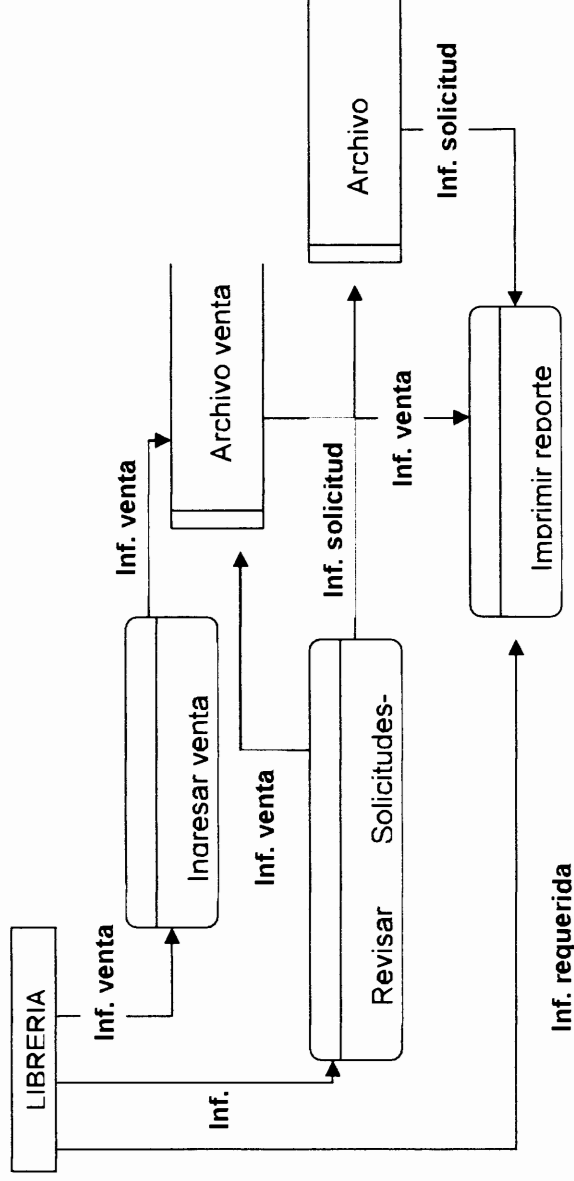 LIBRERIA
Inf. venta
Ingresar venta
Inf. venta
Archivo venta
Inf.
Inf. venta
Revisar Solicitudes-
Inf. solicitud
Archivo
Inf. venta
Inf. solicitud
Imprimir reporte
Inf. requerida